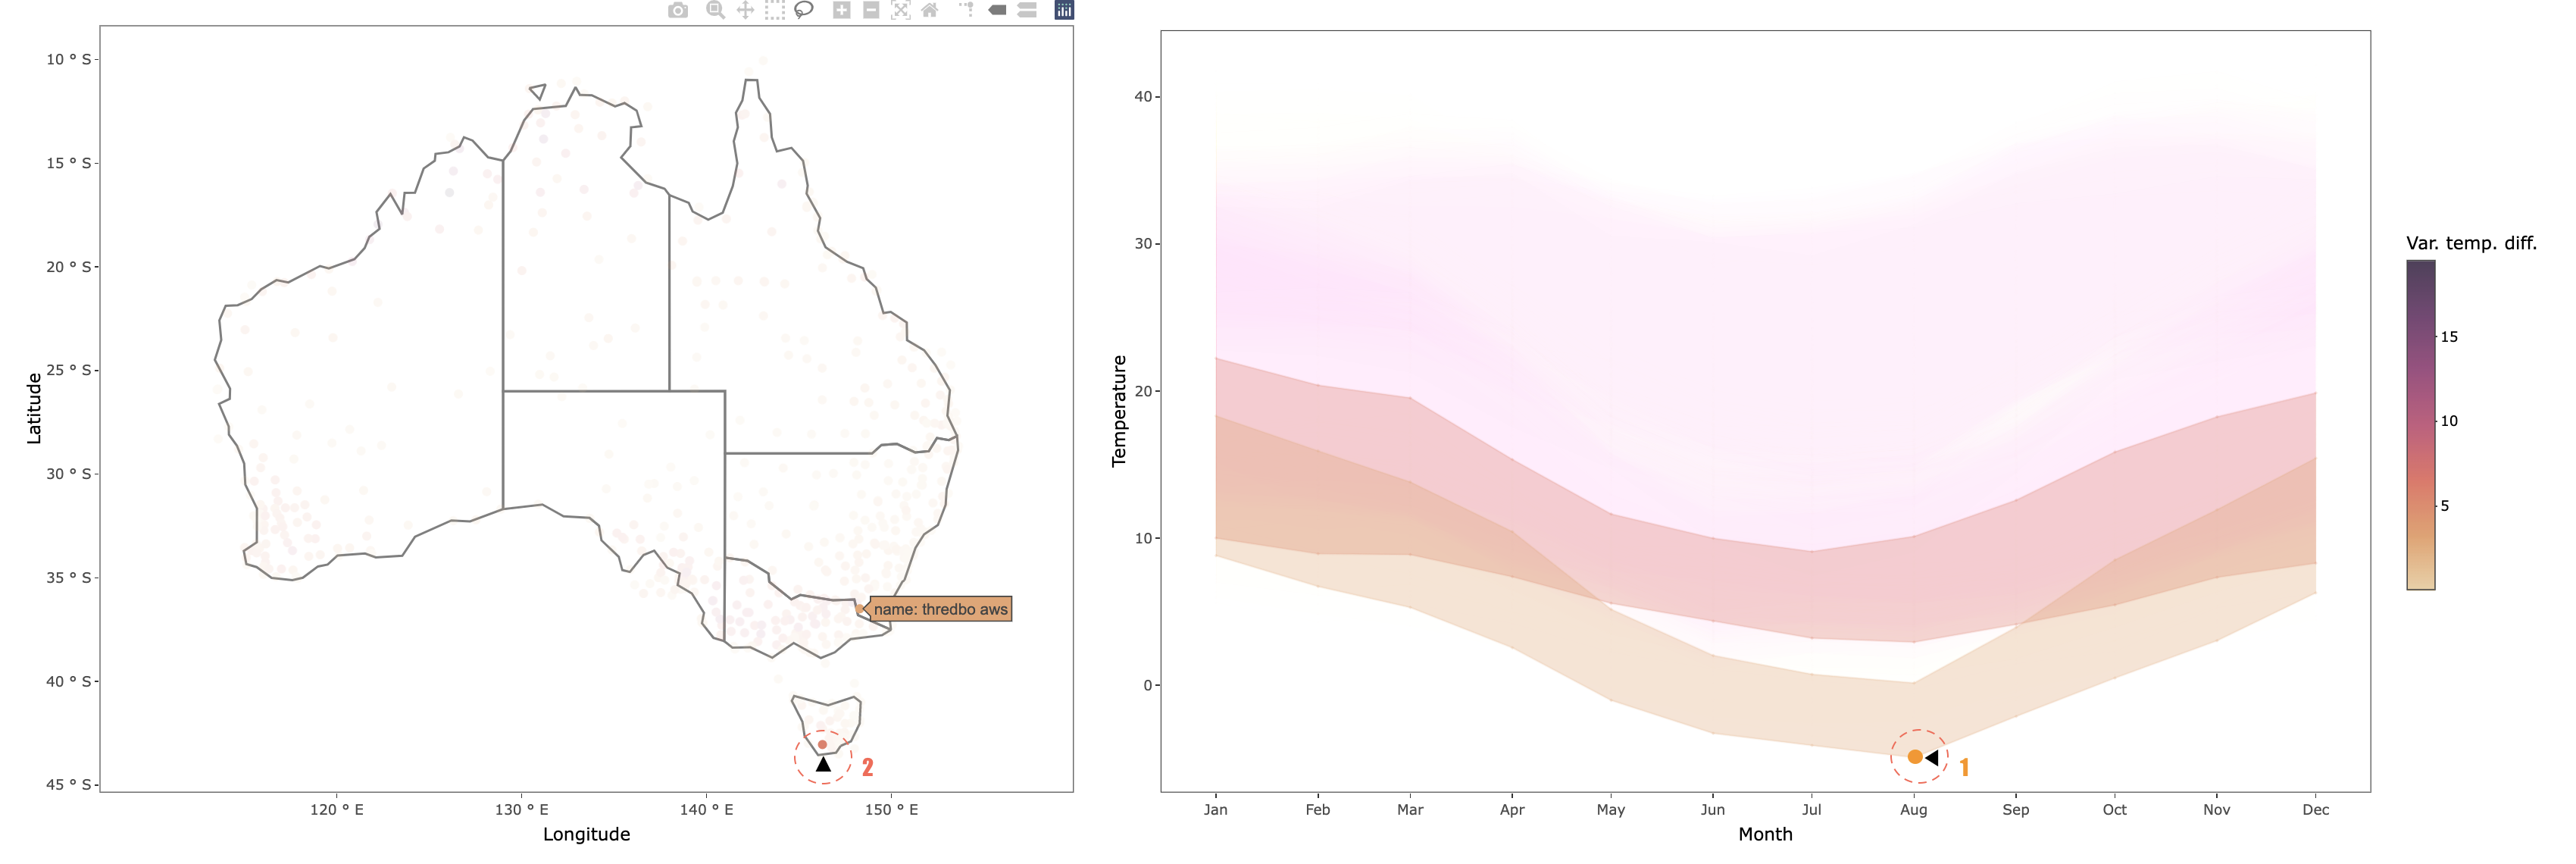 10 ° S
15 ° S
20 ° S
25 ° S
30 ° S
35 ° S
40 ° S
45 ° S
Latitude
name: thredbo aws
2
120 ° E
130 ° E
140 ° E
150 ° E
Longitude
40
30
20
10
0
Temperature
1
Jan
Feb
Mar
Apr
May
Jun
Jul
Aug
Sep
Oct
Nov
Dec
Month
Var. temp. diff.
15
10
5